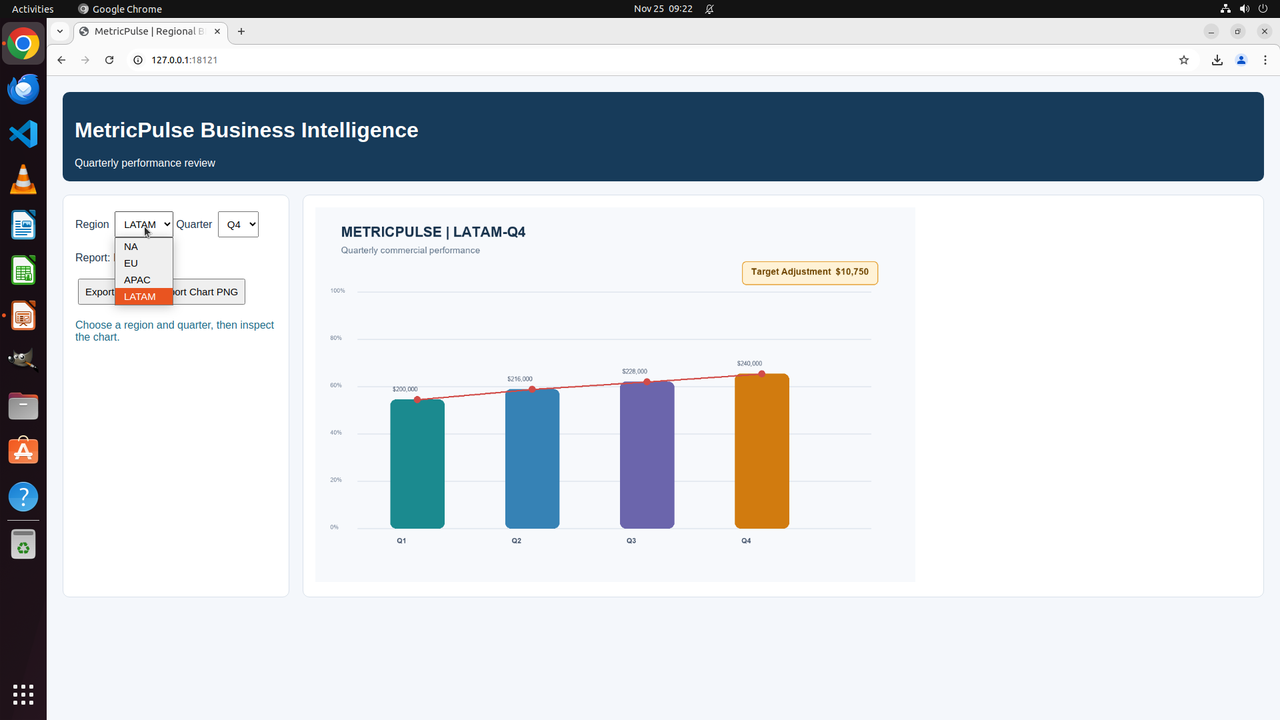 Activities
Google Chrome
Nov 25 09:22
MetricPulse | Regional B
127.0.0.1:18121
MetricPulse Business Intelligence
Quarterly performance review
Region LATAM Quarter Q4
NA
EU
APAC
LATAM
Report:
Export
ort Chart PNG
Choose a region and quarter, then inspect
the chart.
METRICPULSE | LATAM-Q4
Quarterly commercial performance
Target Adjustment $10,750
100%
80%
60%
40%
20%
0%
$200,000
$216,000
$228,000
$240,000
Q1
Q2
Q3
Q4